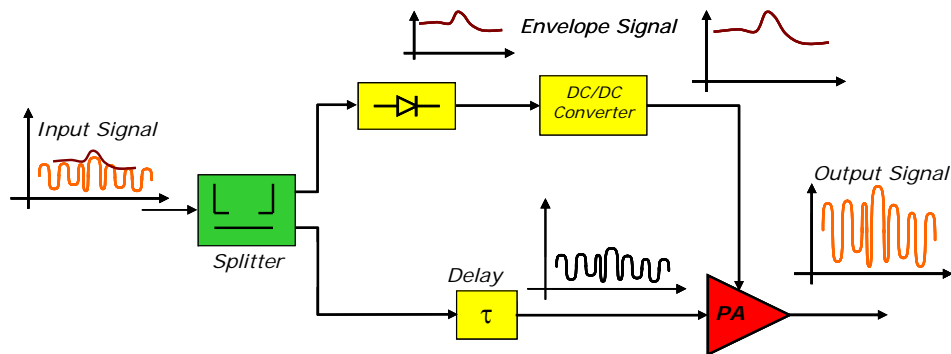 Envelope Signal
DC/DC
Converter
Input Signal
Output Signal
Splitter
Delay
τ
PA